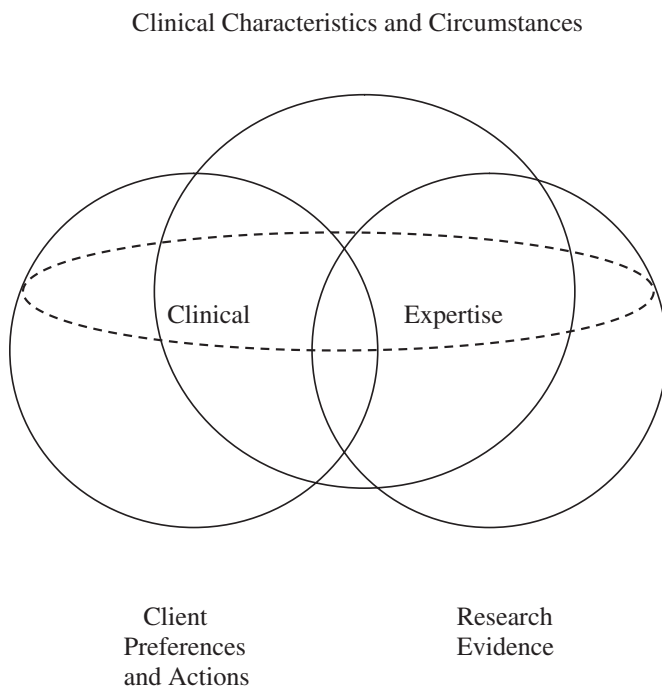 Clinical Characteristics and Circumstances
Clinical Expertise
Client
Preferences
and Actions
Research
Evidence